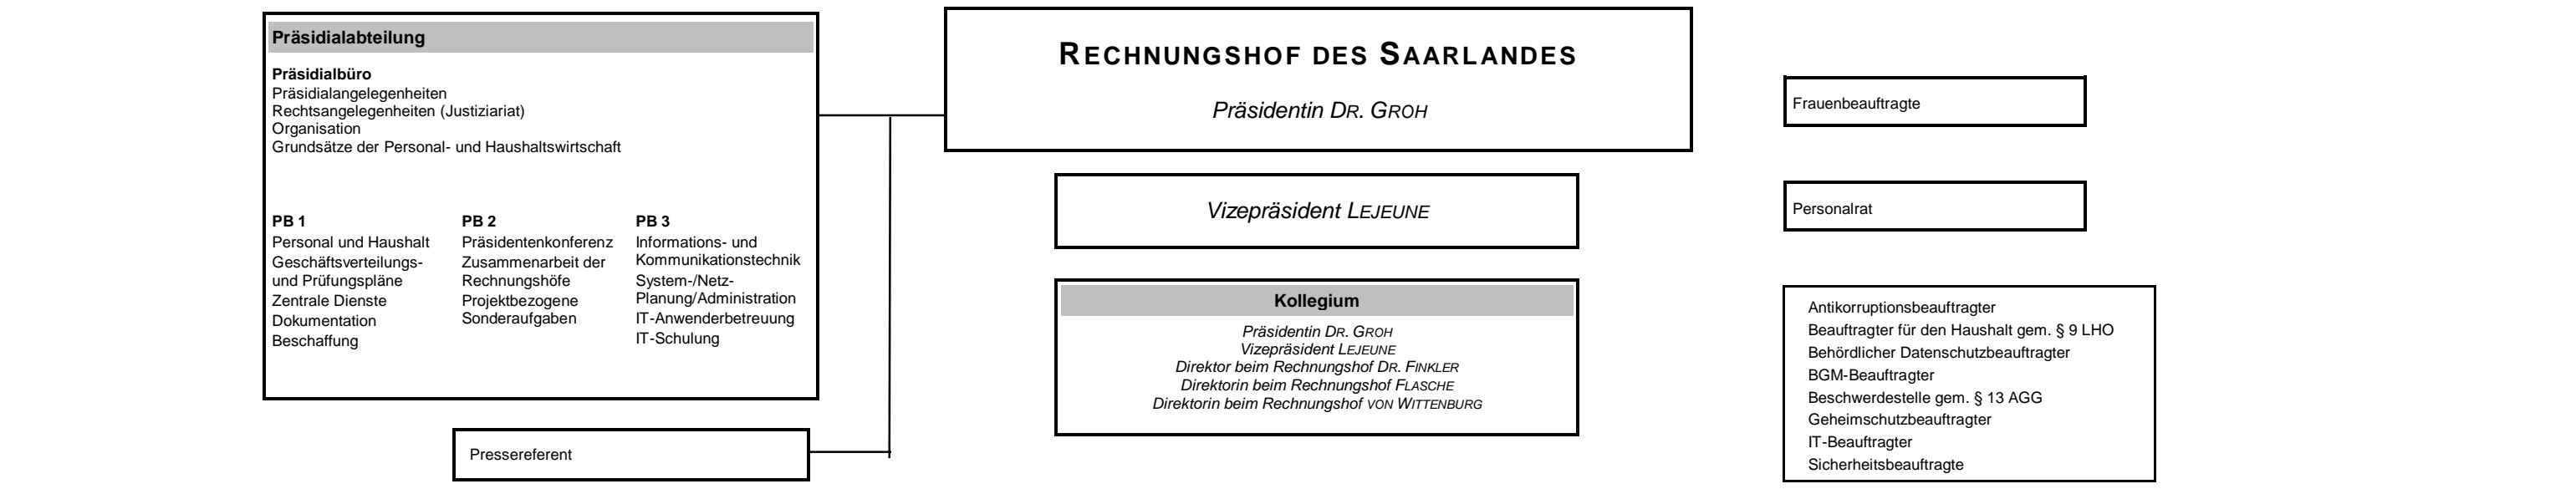 Präsidialabteilung
Präsidialbüro
Präsidialangelegenheiten
Rechtsangelegenheiten (Justiziariat)
Organisation
Grundsätze der Personal- und Haushaltswirtschaft
PB 1
Personal und Haushalt
Geschäftsverteilungs-
und Prüfungspläne
Zentrale Dienste
Dokumentation
Beschaffung
PB 2
Präsidentenkonferenz
Zusammenarbeit der
Rechnungshöfe
Projektbezogene
Sonderaufgaben
PB 3
Informations- und
Kommunikationstechnik
System-/Netz-
Planung/Administration
IT-Anwenderbetreuung
IT-Schulung
Pressereferent
RECHNUNGSHOF DES SAARLANDES
Präsidentin DR. GROH
Vizepräsident LEJEUNE
Kollegium
Präsidentin DR. GROH
Vizepräsident LEJEUNE
Direktor beim Rechnungshof DR. FINKLER
Direktorin beim Rechnungshof FLASCHE
Direktorin beim Rechnungshof VON WITTENBURG
Frauenbeauftragte
Personalrat
Antikorruptionsbeauftragter
Beauftragter für den Haushalt gem. § 9 LHO
Behördlicher Datenschutzbeauftragter
BGM-Beauftragter
Beschwerdestelle gem. § 13 AGG
Geheimschutzbeauftragter
IT-Beauftragter
Sicherheitsbeauftragte